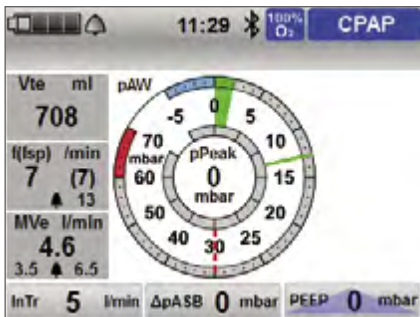 11:29 100% O₂ CPAP
Vte ml
708
f(Isp) /min
7 (7)
13
MVe l/min
4.6
3.5 6.5
pAW
-5 0 5 10 15 20 25 30 40 50 60 70
mbar
pPeak
0
mbar
InTr 5 l/min ΔpASB 0 mbar PEEP 0 mbar